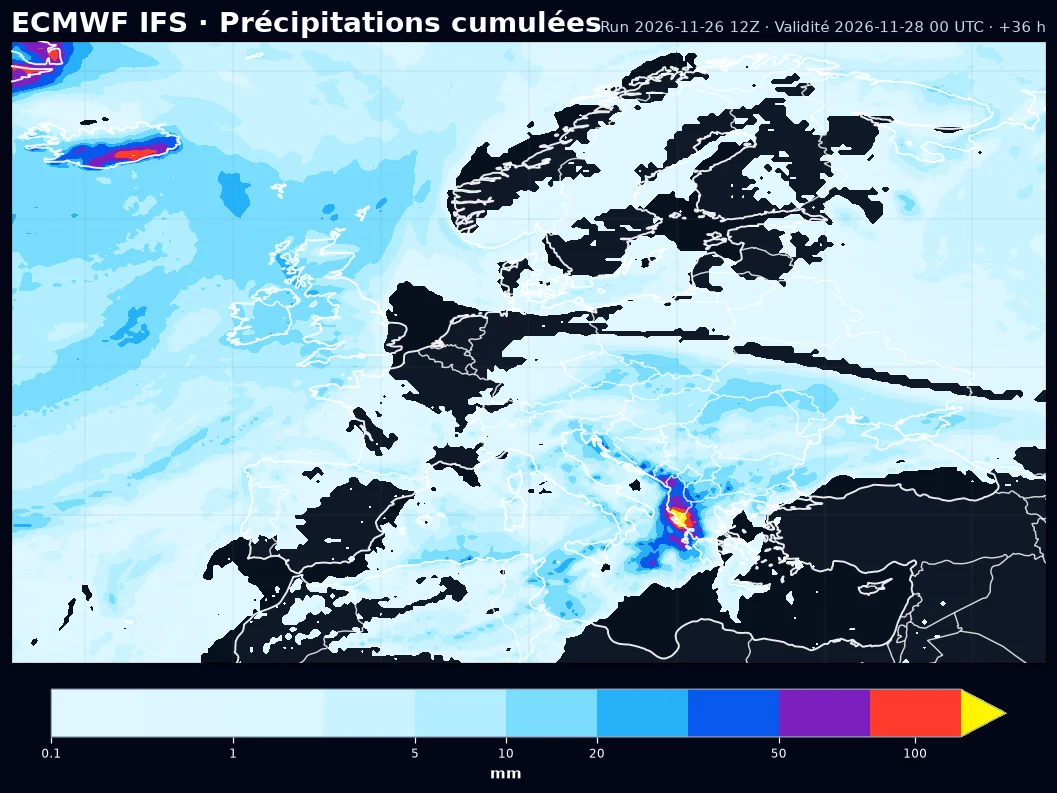 ECMWF IFS · Précipitations cumulées
Run 2026-11-26 12Z · Validité 2026-11-28 00 UTC · +36 h
0.1 1 5 10 20 50 100
mm